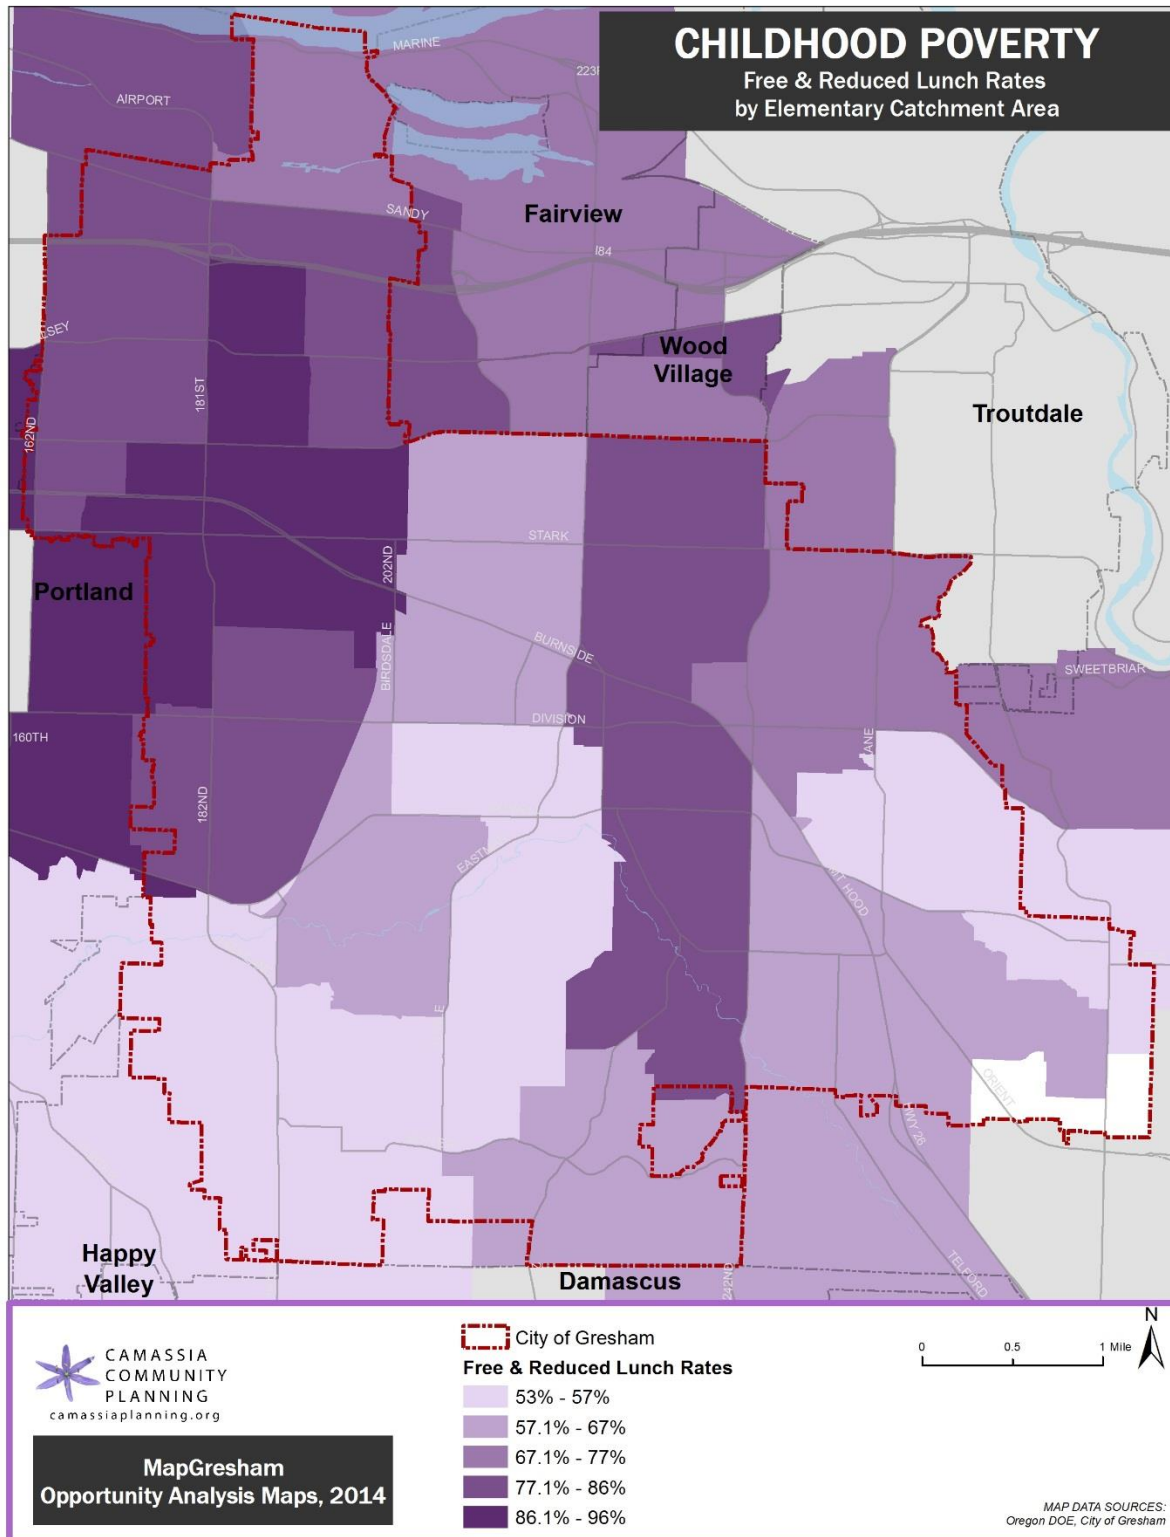 CHILDHOOD POVERTY
Free & Reduced Lunch Rates
by Elementary Catchment Area
MARINE
AIRPORT
SANDY
Fairview
I84
181ST
162ND
Wood
Village
Troutdale
STARK
202ND
Portland
BIRDSDALE
BURNSIDE
DIVISION
SWEETBRIAR
160TH
182ND
ORIENT
HWY 26
TELFORD
242ND
Happy
Valley
Damascus
CAMASSIA
COMMUNITY
PLANNING
camassiaplanning.org
MapGresham
Opportunity Analysis Maps, 2014
City of Gresham
Free & Reduced Lunch Rates
53% - 57%
57.1% - 67%
67.1% - 77%
77.1% - 86%
86.1% - 96%
0 0.5 1 Mile
N
MAP DATA SOURCES:
Oregon DOE, City of Gresham